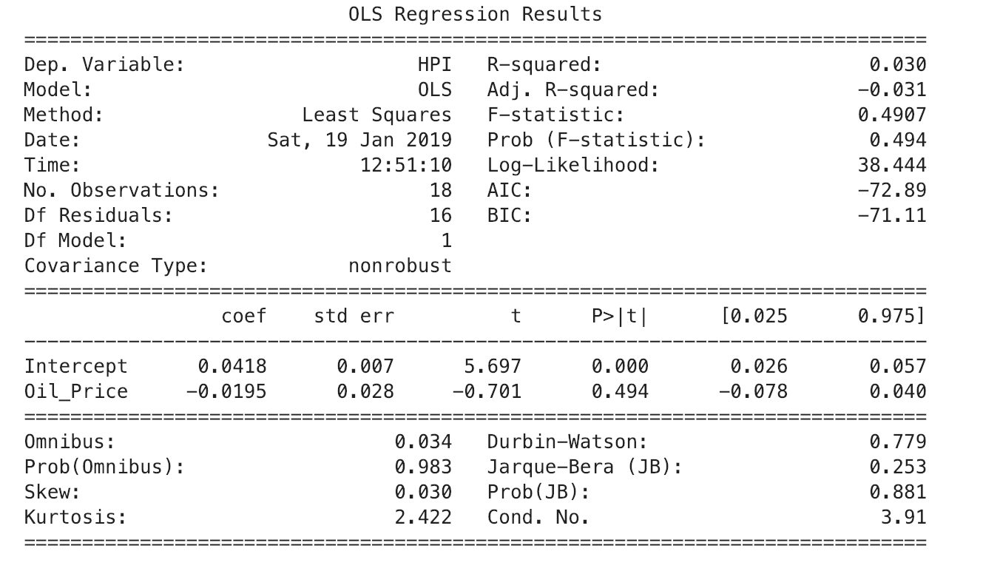 OLS Regression Results
==============================================================================
Dep. Variable:                    HPI   R-squared:                       0.030
Model:                            OLS   Adj. R-squared:                 -0.031
Method:                 Least Squares   F-statistic:                    0.4907
Date:                Sat, 19 Jan 2019   Prob (F-statistic):              0.494
Time:                        12:51:10   Log-Likelihood:                 38.444
No. Observations:                  18   AIC:                            -72.89
Df Residuals:                      16   BIC:                            -71.11
Df Model:                           1
Covariance Type:            nonrobust
==============================================================================
                 coef    std err          t      P>|t|      [0.025      0.975]
------------------------------------------------------------------------------
Intercept      0.0418      0.007      5.697      0.000       0.026       0.057
Oil_Price     -0.0195      0.028     -0.701      0.494      -0.078       0.040
==============================================================================
Omnibus:                        0.034   Durbin-Watson:                   0.779
Prob(Omnibus):                  0.983   Jarque-Bera (JB):                0.253
Skew:                           0.030   Prob(JB):                        0.881
Kurtosis:                       2.422   Cond. No.                         3.91
==============================================================================